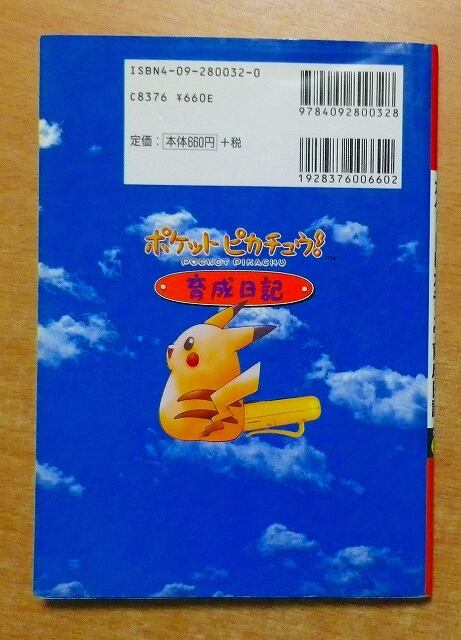 ISBN4-09-280032-0
C8376 ¥660E
定価：本体660円+税
9784092800328
1928376006602
ポケットピカチュウ!
POCKET PIKACHU
TM
育成日記